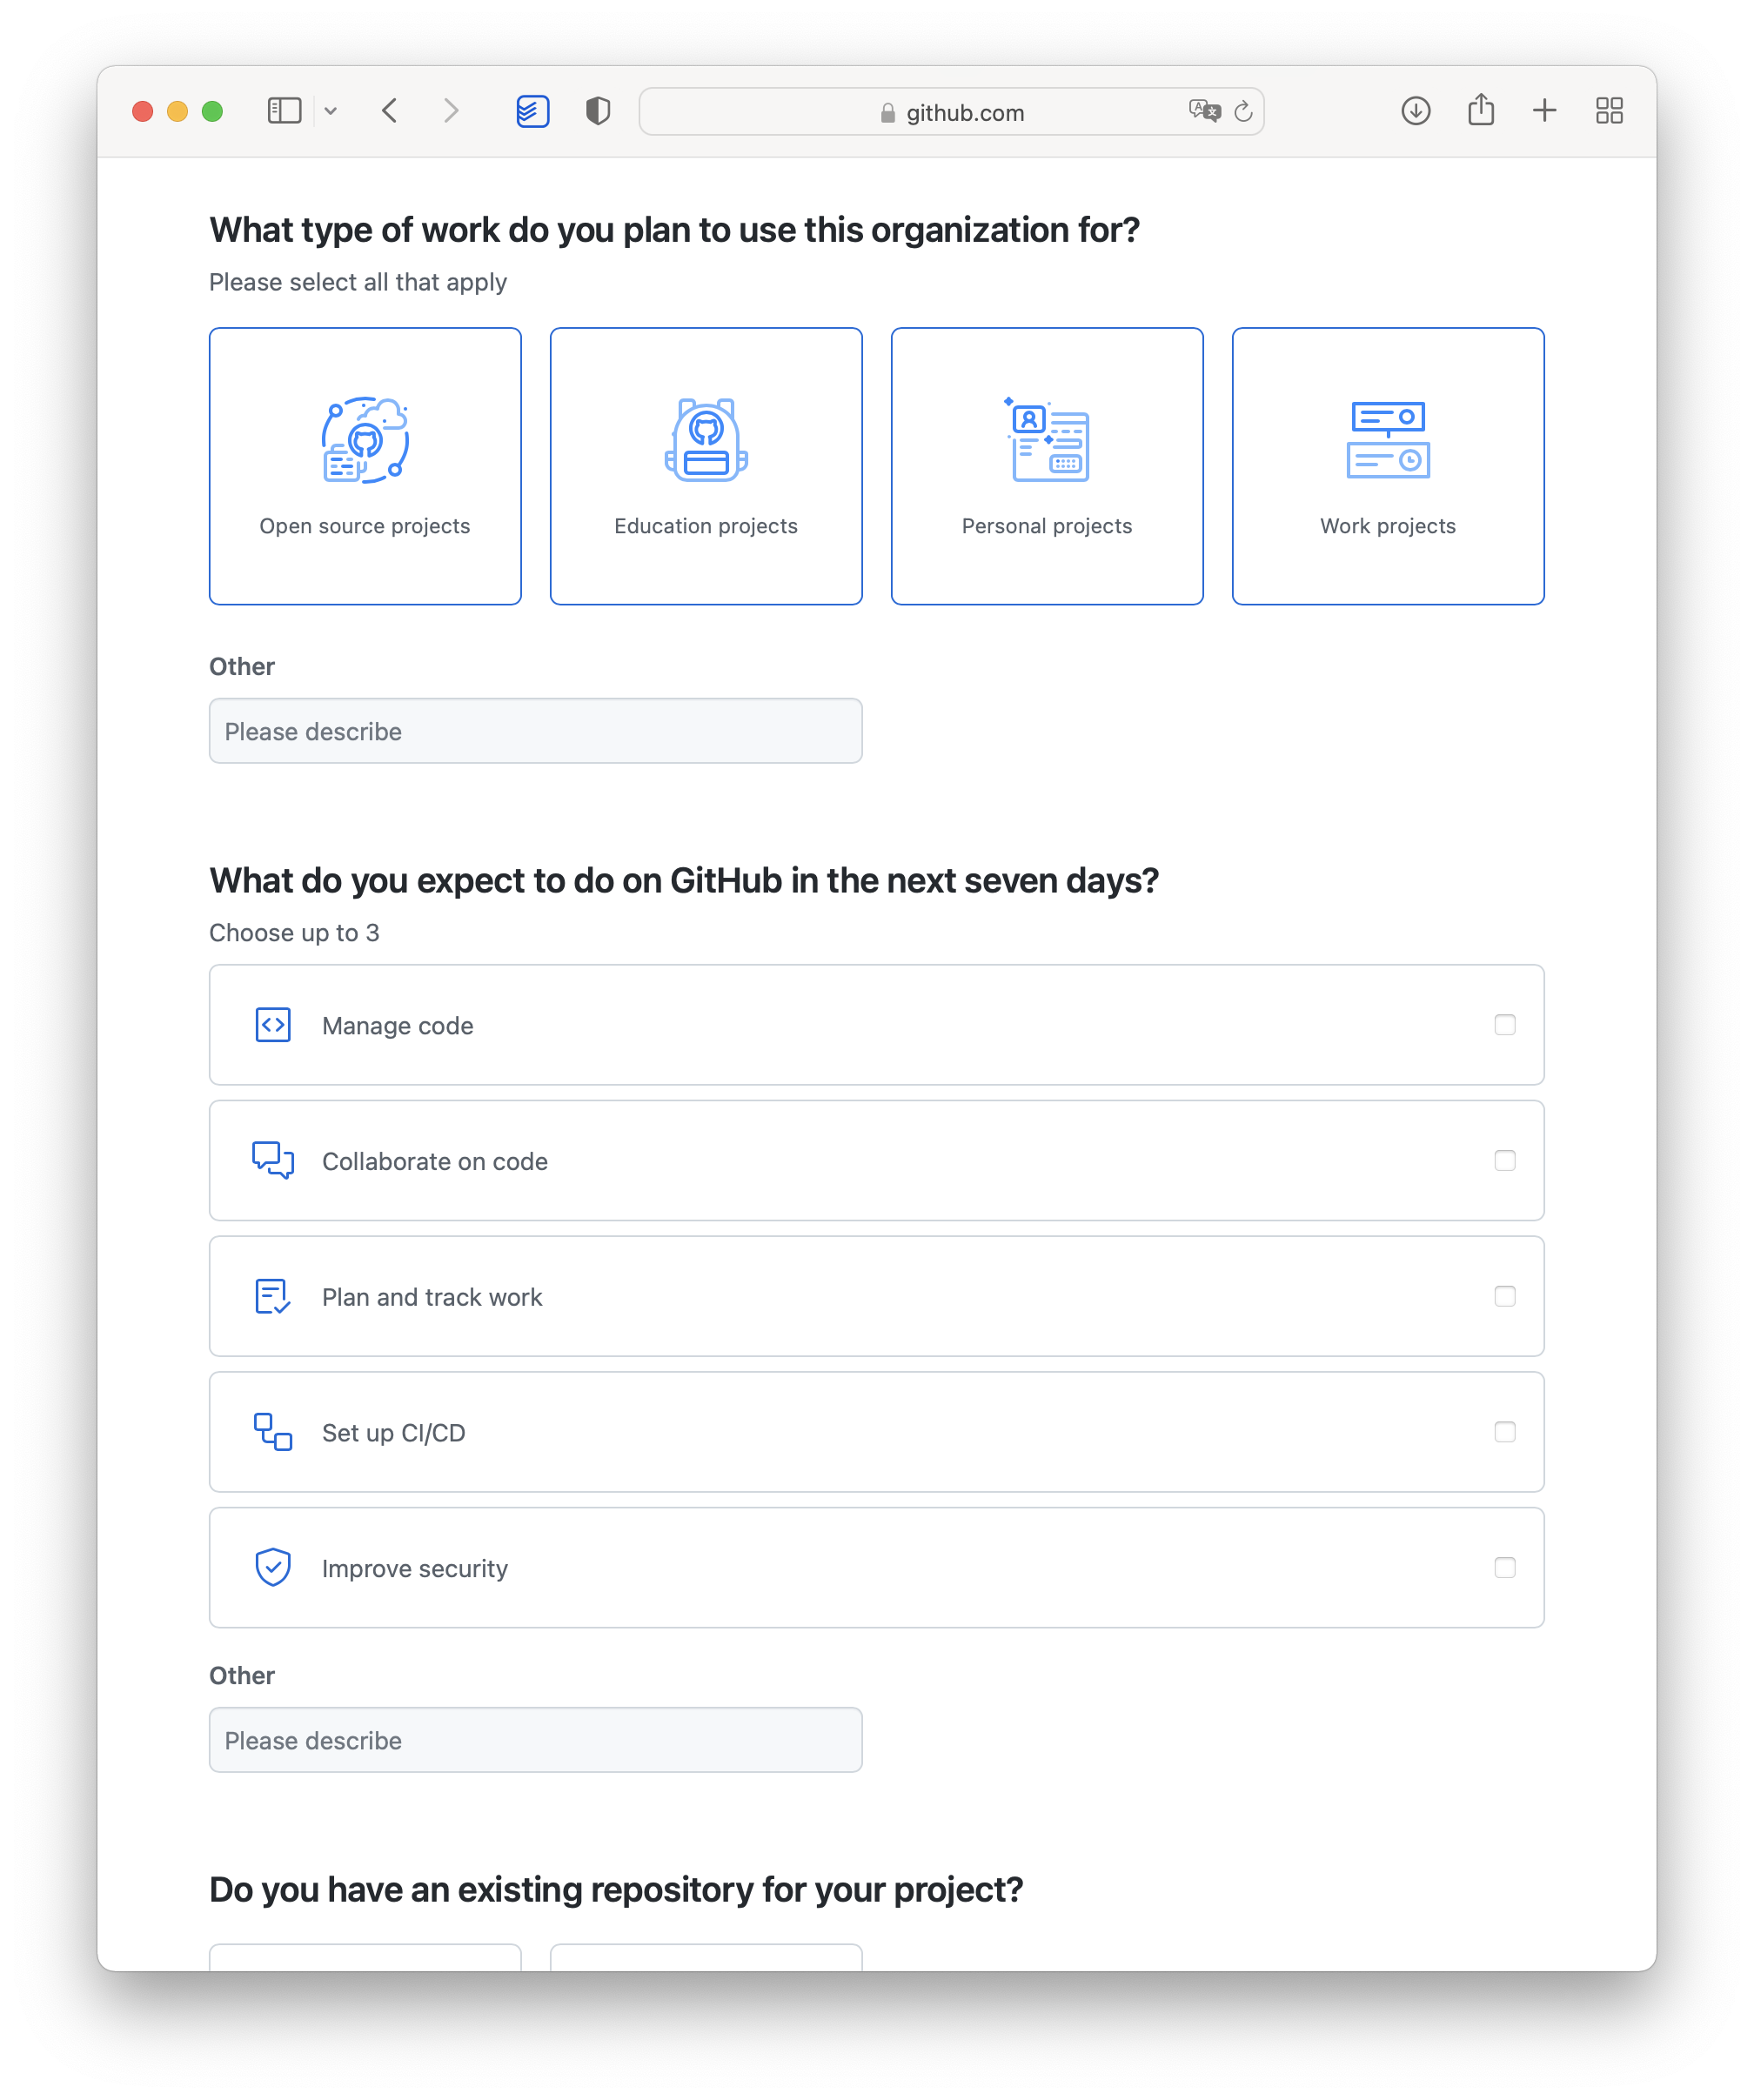 github.com
What type of work do you plan to use this organization for?
Please select all that apply
Open source projects
Education projects
Personal projects
Work projects
Other
Please describe
What do you expect to do on GitHub in the next seven days?
Choose up to 3
Manage code
Collaborate on code
Plan and track work
Set up CI/CD
Improve security
Other
Please describe
Do you have an existing repository for your project?